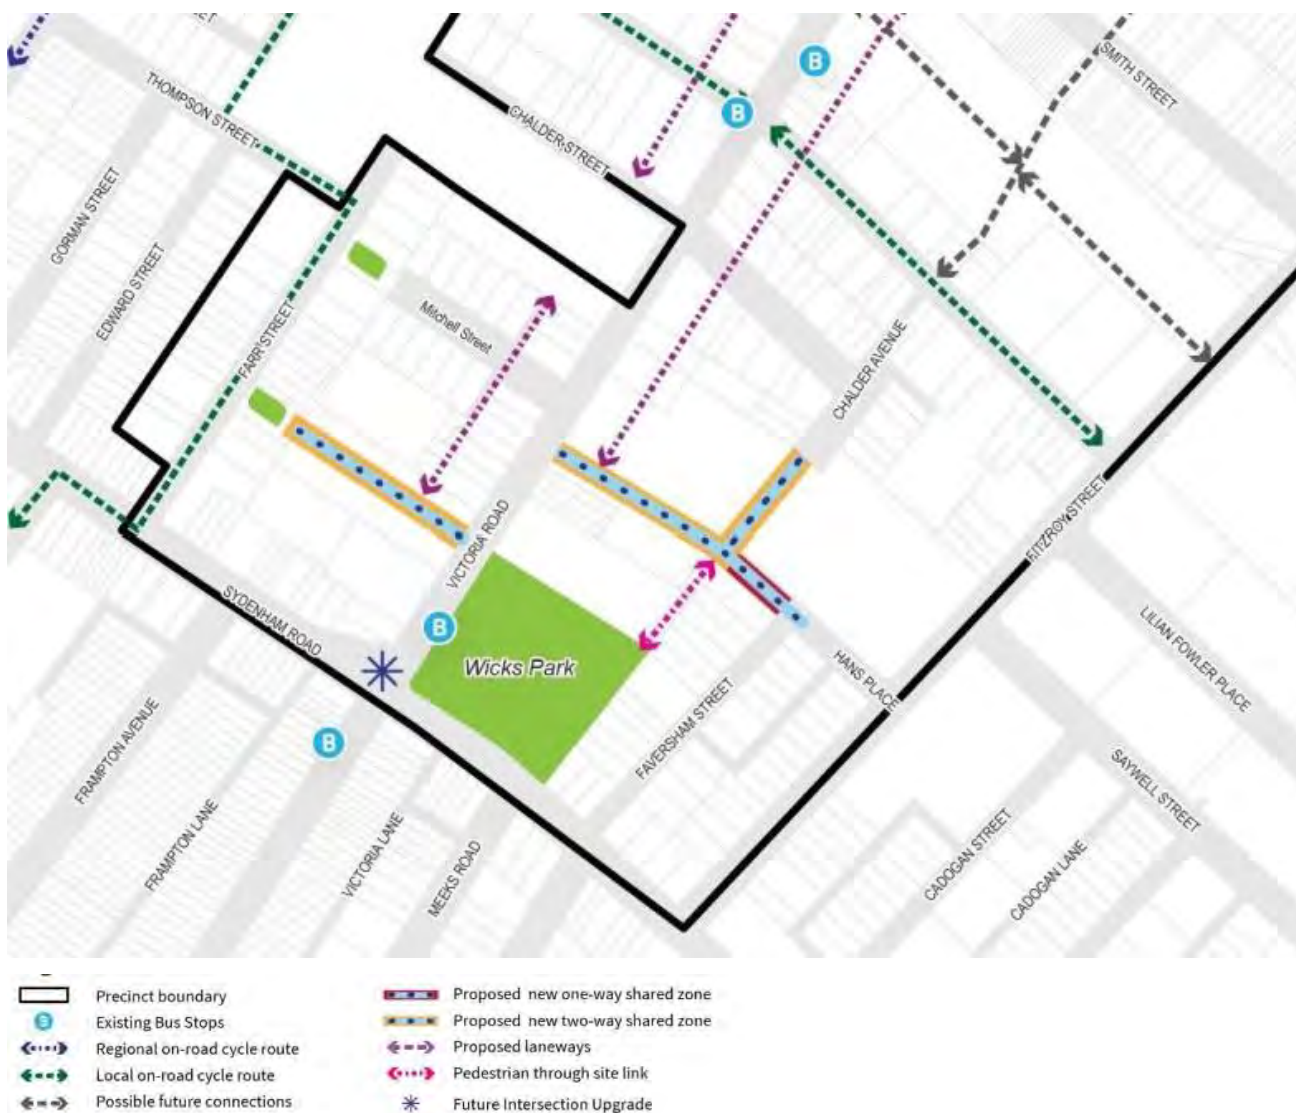 STREET
SMITH STREET
B
THOMPSON STREET
B
CHALDER STREET
GORMAN STREET
EDWARD STREET
Mitchell Street
FARR STREET
CHALDER AVENUE
VICTORIA ROAD
FITZROY STREET
SYDENHAM ROAD
B
Wicks Park
LILIAN FOWLER PLACE
HANS PLACE
FAVERSHAM STREET
B
FRAMPTON AVENUE
SAYWELL STREET
FRAMPTON LANE
VICTORIA LANE
MEEKS ROAD
CADOGAN STREET
CADOGAN LANE
Precinct boundary
B Existing Bus Stops
Regional on-road cycle route
Local on-road cycle route
Possible future connections
Proposed new one-way shared zone
Proposed new two-way shared zone
Proposed laneways
Pedestrian through site link
Future Intersection Upgrade